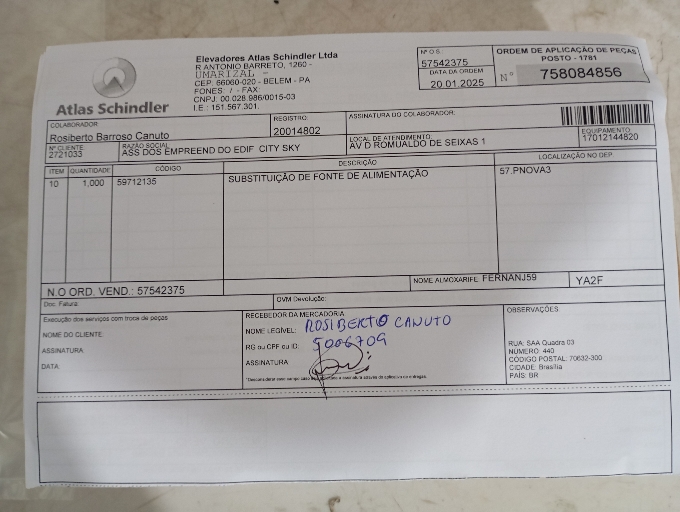 Atlas Schindler
Elevadores Atlas Schindler Ltda
R ANTONIO BARRETO, 1260 -
UMARIZAL -
CEP. 66060-020 - BELEM - PA
FONES: / - FAX:
CNPJ: 00 028.986/0015-03
I.E.: 151.567.301.
Nº O.S.
57542375
DATA DA ORDEM
20.01.2025
ORDEM DE APLICAÇÃO DE PEÇAS
POSTO - 1781
Nº 758084856
COLABORADOR:
Rosiberto Barroso Canuto
REGISTRO:
20014802
ASSINATURA DO COLABORADOR:
Nº CLIENTE
2721033
RAZÃO SOCIAL
ASS DOS EMPREEND DO EDIF CITY SKY
LOCAL DE ATENDIMENTO:
AV D ROMUALDO DE SEIXAS 1
EQUIPAMENTO
17012144820
ITEM QUANTIDADE CÓDIGO DESCRIÇÃO LOCALIZAÇÃO NO DEP.
10 1,000 59712135 SUBSTITUIÇÃO DE FONTE DE ALIMENTAÇÃO 57.PNOVA3
N.O ORD. VEND.: 57542375
NOME ALMOXARIFE FERNANJ59 YA2F
Doc. Fatura:
OVM Devolução:
Execução dos serviços com troca de peças
NOME DO CLIENTE:
ASSINATURA:
DATA:
RECEBEDOR DA MERCADORIA
NOME LEGÍVEL: ROSIBERTO CANUTO
RG ou CPF ou ID: 5006709
ASSINATURA:
OBSERVAÇÕES
RUA: SAA Quadra 03
NÚMERO: 440
CÓDIGO POSTAL: 70632-300
CIDADE: Brasília
PAÍS: BR